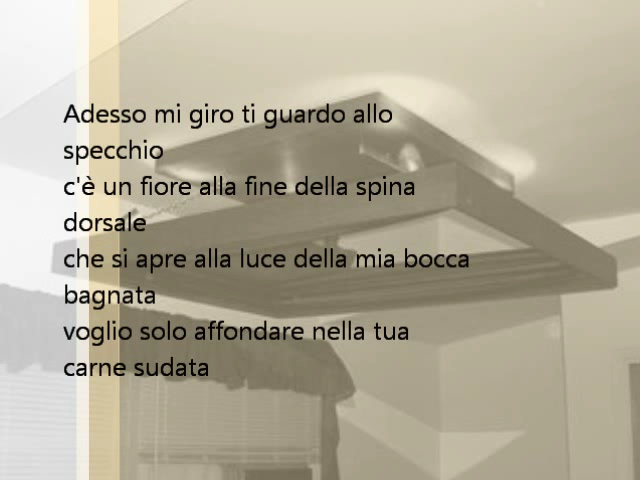 Adesso mi giro ti guardo allo
specchio
c'è un fiore alla fine della spina
dorsale
che si apre alla luce della mia bocca
bagnata
voglio solo affondare nella tua
carne sudata